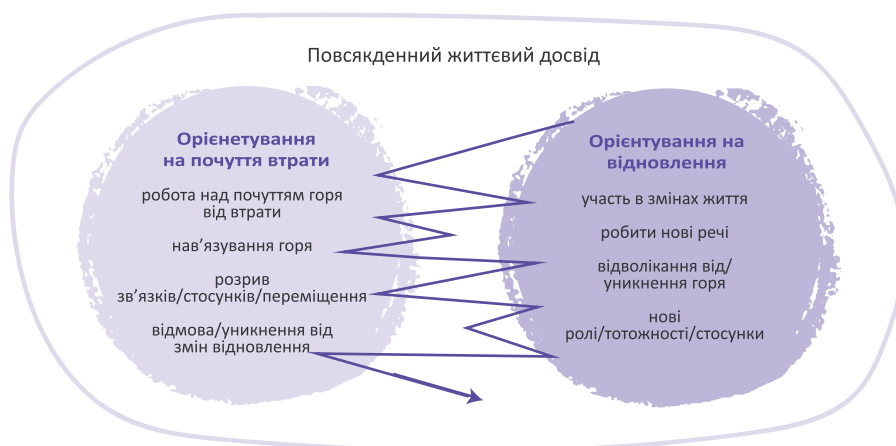 Повсякденний життєвий досвід
Орієнетування
на почуття втрати
робота над почуттям горя
від втрати
нав’язування горя
розрив
зв’язків/стосунків/переміщення
відмова/уникнення від
змін відновлення
Орієнтування на
відновлення
участь в змінах життя
робити нові речі
відволікання від/
уникнення горя
нові
ролі/тотожності/стосунки